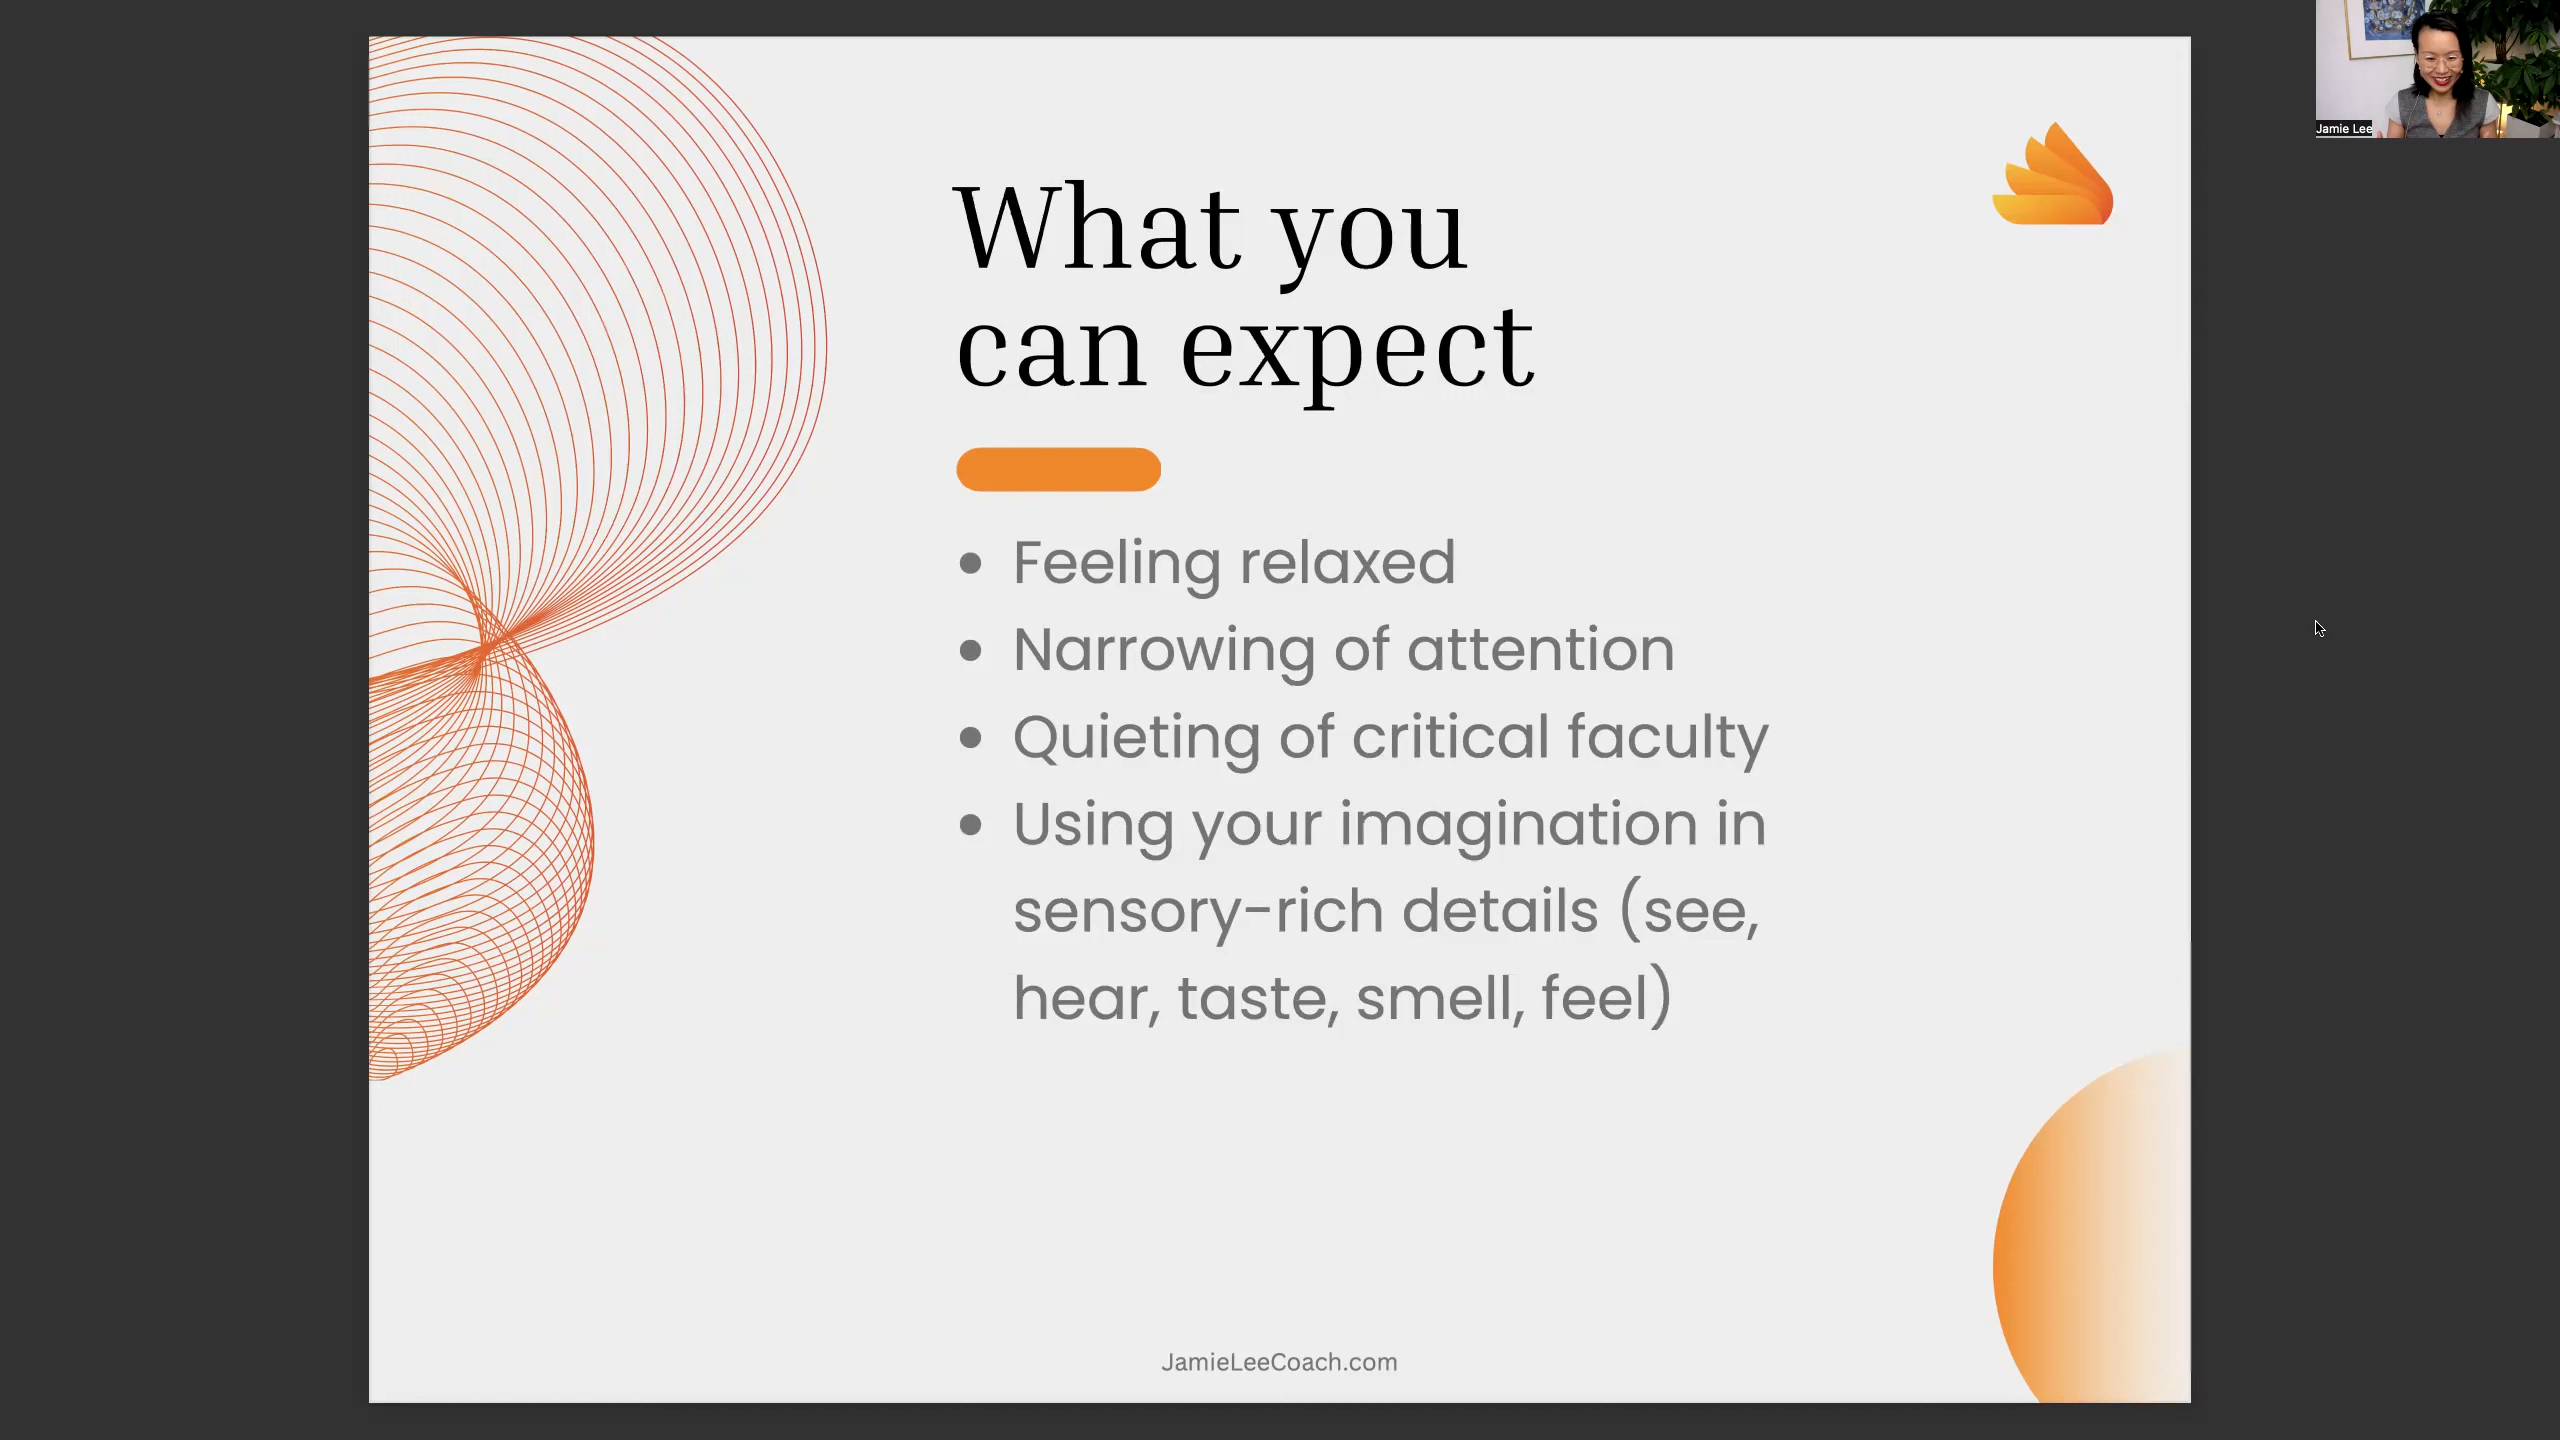 What you
can expect
• Feeling relaxed
• Narrowing of attention
• Quieting of critical faculty
• Using your imagination in
sensory-rich details (see,
hear, taste, smell, feel)
JamieLeeCoach.com
Jamie Lee